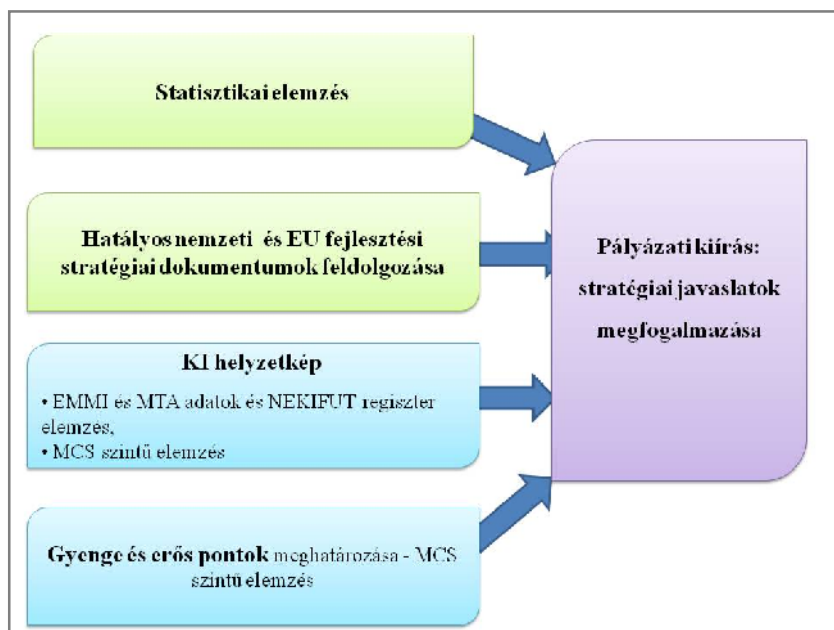 Statisztikai elemzés
Hatályos nemzeti és EU fejlesztési
stratégiai dokumentumok feldolgozása
KI helyzetkép
• EMMI és MTA adatok és NEKIFUT regiszter
elemzés,
• MCS szintű elemzés
Gyenge és erős pontok meghatározása - MCS
szintű elemzés
Pályázati kiírás:
stratégiai javaslatok
megfogalmazása